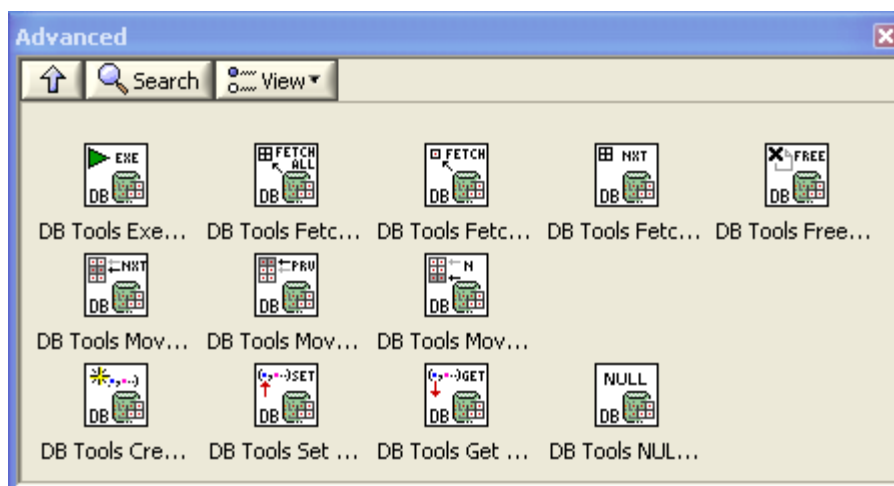 Advanced
Search View
EXE FETCH ALL FETCH NXT FREE
DB DB DB DB DB
DB Tools Exe... DB Tools Fetc... DB Tools Fetc... DB Tools Fetc... DB Tools Free...
NXT PRV N
DB DB DB
DB Tools Mov... DB Tools Mov... DB Tools Mov...
(•,•··) (•,•··)SET (•,•··)GET NULL
DB DB DB DB
DB Tools Cre... DB Tools Set ... DB Tools Get ... DB Tools NUL...